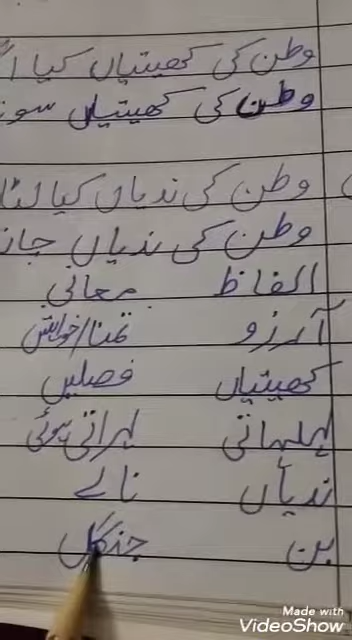 وطن کی کھیتیاں کیا
وطن کی کھیتیاں
وطن کی ندیاں کیا
وطن کی ندیاں
الفاظ معانی
آرزو تمنا/خواہش
کھیتیاں فصلیں
لہلہاتی لہراتی ہوئی
ندیاں نالے
بن جنگل
Made with
VideoShow